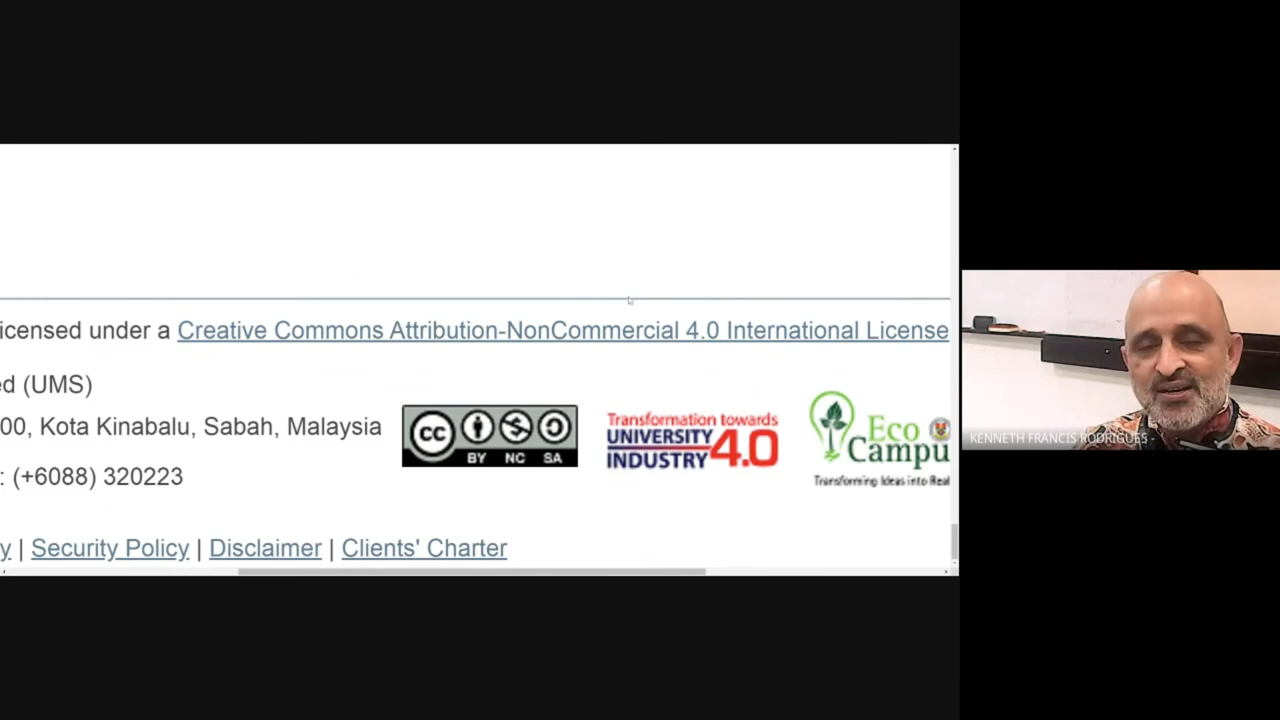 icensed under a Creative Commons Attribution-NonCommercial 4.0 International License
ed (UMS)
00, Kota Kinabalu, Sabah, Malaysia
: (+6088) 320223
cc
BY NC SA
Transformation towards
UNIVERSITY
INDUSTRY 4.0
Eco
Campu
Transforming Ideas into Real
y | Security Policy | Disclaimer | Clients' Charter
KENNETH FRANCIS RODRIGUES